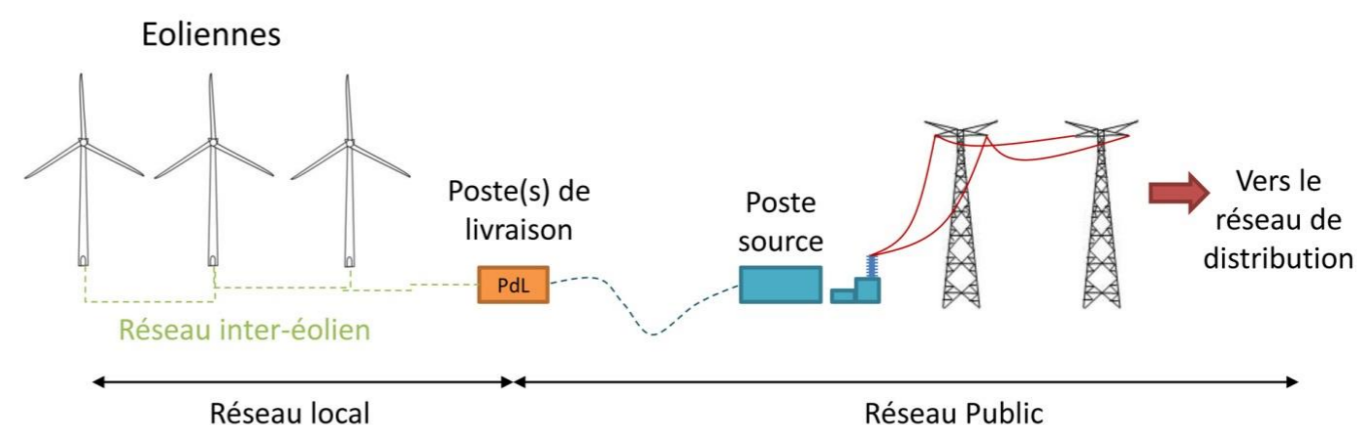 Eoliennes
Poste(s) de
livraison
PdL
Poste
source
Vers le
réseau de
distribution
Réseau inter-éolien
Réseau local
Réseau Public